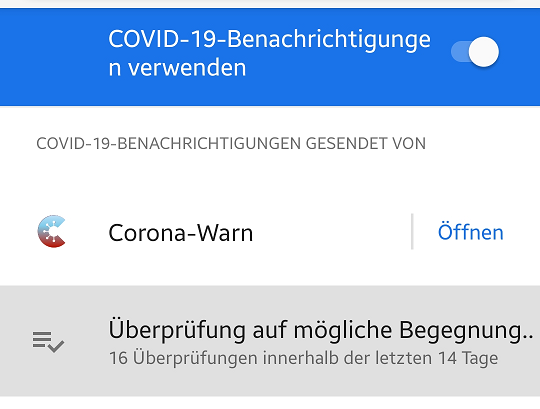 COVID-19-Benachrichtigunge
n verwenden
COVID-19-BENACHRICHTIGUNGEN GESENDET VON
Corona-Warn
Öffnen
Überprüfung auf mögliche Begegnung..
16 Überprüfungen innerhalb der letzten 14 Tage